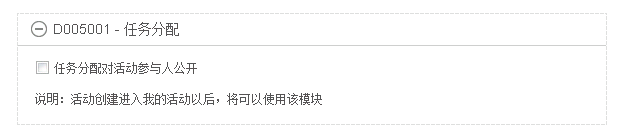 D005001 - 任务分配
任务分配对活动参与人公开
说明：活动创建进入我的活动以后，将可以使用该模块